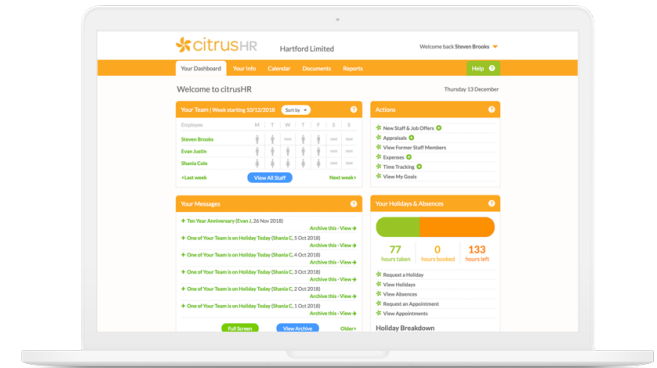 citrusHR
Hartford Limited
Welcome back Steven Brooks
Your Dashboard Your Info Calendar Documents Reports Help ?
Welcome to citrusHR
Thursday 13 December
Your Team | Week starting 10/12/2018 Sort by ?
Employee M T W T F S S
Steven Brooks
Evan Justin
Shania Cole
<Last week View All Staff Next week>
Actions ?
New Staff & Job Offers
Appraisals
View Former Staff Members
Expenses
Time Tracking
View My Goals
Your Messages ?
+ Ten Year Anniversary (Evan J, 26 Nov 2018)
Archive this - View →
+ One of Your Team is on Holiday Today (Shania C, 5 Oct 2018)
Archive this - View →
+ One of Your Team is on Holiday Today (Shania C, 4 Oct 2018)
Archive this - View →
+ One of Your Team is on Holiday Today (Shania C, 3 Oct 2018)
Archive this - View →
+ One of Your Team is on Holiday Today (Shania C, 2 Oct 2018)
Archive this - View →
+ One of Your Team is on Holiday Today (Shania C, 1 Oct 2018)
Archive this - View →
Full Screen View Archive Older>
Your Holidays & Absences ?
77 0 133
hours taken hours booked hours left
Request a Holiday
View Holidays
View Absences
Request an Appointment
View Appointments
Holiday Breakdown